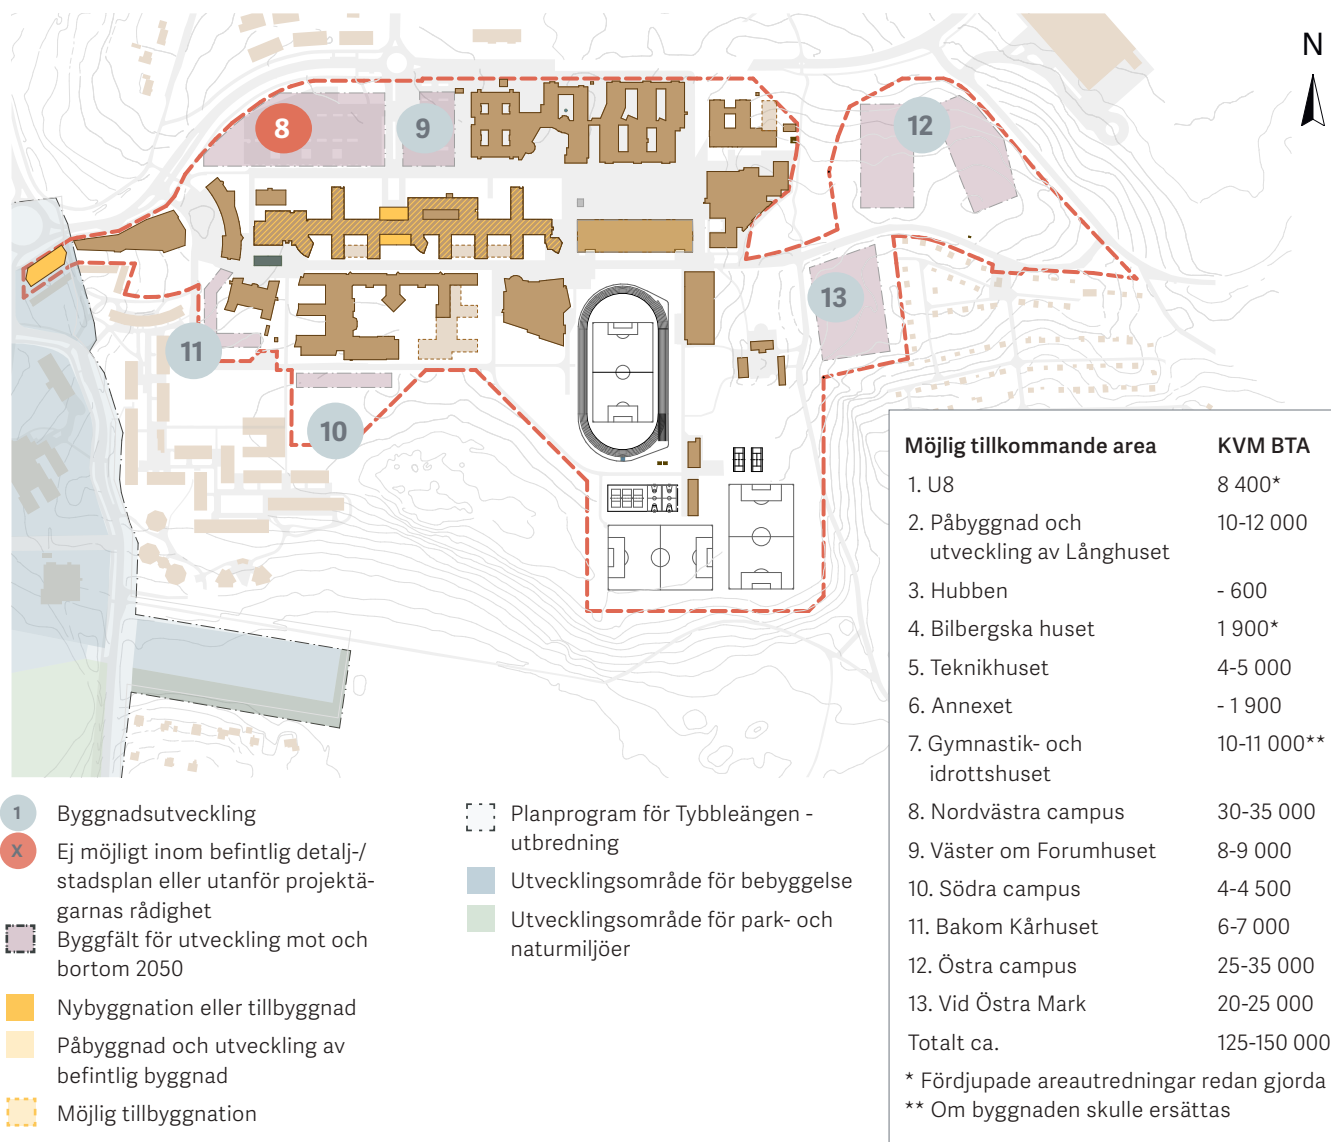 N
8
9
12
13
11
10
Möjlig tillkommande area KVM BTA
1. U8 8 400*
2. Påbyggnad och 10-12 000
utveckling av Långhuset
3. Hubben - 600
4. Bilbergska huset 1 900*
5. Teknikhuset 4-5 000
6. Annexet - 1 900
7. Gymnastik- och 10-11 000**
idrottshuset
8. Nordvästra campus 30-35 000
9. Väster om Forumhuset 8-9 000
10. Södra campus 4-4 500
11. Bakom Kårhuset 6-7 000
12. Östra campus 25-35 000
13. Vid Östra Mark 20-25 000
Totalt ca. 125-150 000
* Fördjupade areautredningar redan gjorda
** Om byggnaden skulle ersättas
1 Byggnadsutveckling
X Ej möjligt inom befintlig detalj-/
stadsplan eller utanför projektä-
garnas rådighet
Byggfält för utveckling mot och
bortom 2050
Nybyggnation eller tillbyggnad
Påbyggnad och utveckling av
befintlig byggnad
Möjlig tillbyggnation
Planprogram för Tybbleängen -
utbredning
Utvecklingsområde för bebyggelse
Utvecklingsområde för park- och
naturmiljöer